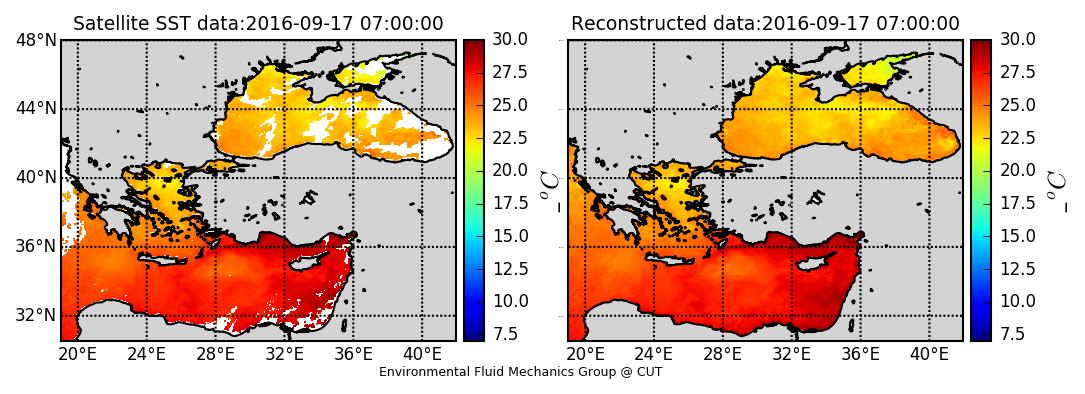 Satellite SST data:2016-09-17 07:00:00
Reconstructed data:2016-09-17 07:00:00
48°N
44°N
40°N
36°N
32°N
20°E 24°E 28°E 32°E 36°E 40°E
30.0
27.5
25.0
22.5
20.0
17.5
15.0
12.5
10.0
7.5
°C
20°E 24°E 28°E 32°E 36°E 40°E
30.0
27.5
25.0
22.5
20.0
17.5
15.0
12.5
10.0
7.5
°C
Environmental Fluid Mechanics Group @ CUT